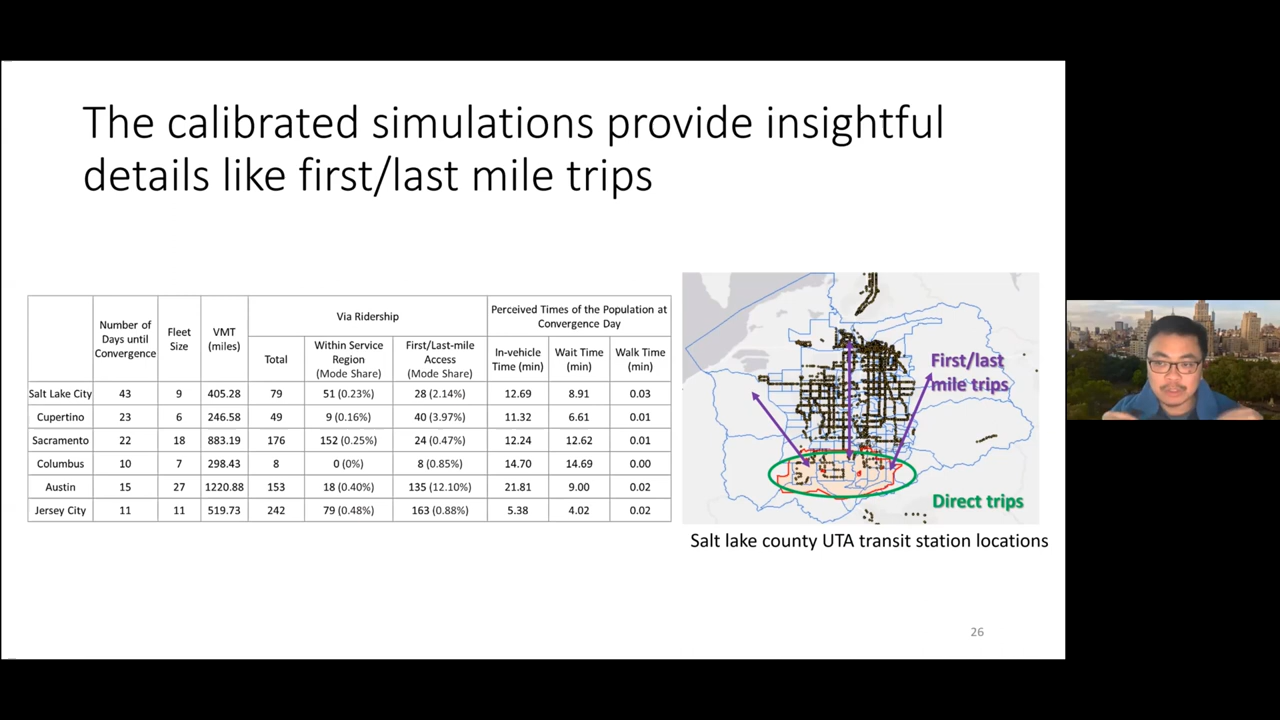 The calibrated simulations provide insightful
details like first/last mile trips
Via Ridership
Perceived Times of the Population at
Convergence Day
Number of
Days until
Convergence
Fleet
Size
VMT
(miles)
Total
Within Service
Region
(Mode Share)
First/Last-mile
Access
(Mode Share)
In-vehicle
Time (min)
Wait Time
(min)
Walk Time
(min)
Salt Lake City 43 9 405.28 79 51 (0.23%) 28 (2.14%) 12.69 8.91 0.03
Cupertino 23 6 246.58 49 9 (0.16%) 40 (3.97%) 11.32 6.61 0.01
Sacramento 22 18 883.19 176 152 (0.25%) 24 (0.47%) 12.24 12.62 0.01
Columbus 10 7 298.43 8 0 (0%) 8 (0.85%) 14.70 14.69 0.00
Austin 15 27 1220.88 153 18 (0.40%) 135 (12.10%) 21.81 9.00 0.02
Jersey City 11 11 519.73 242 79 (0.48%) 163 (0.88%) 5.38 4.02 0.02
First/last
mile trips
Direct trips
Salt lake county UTA transit station locations
26